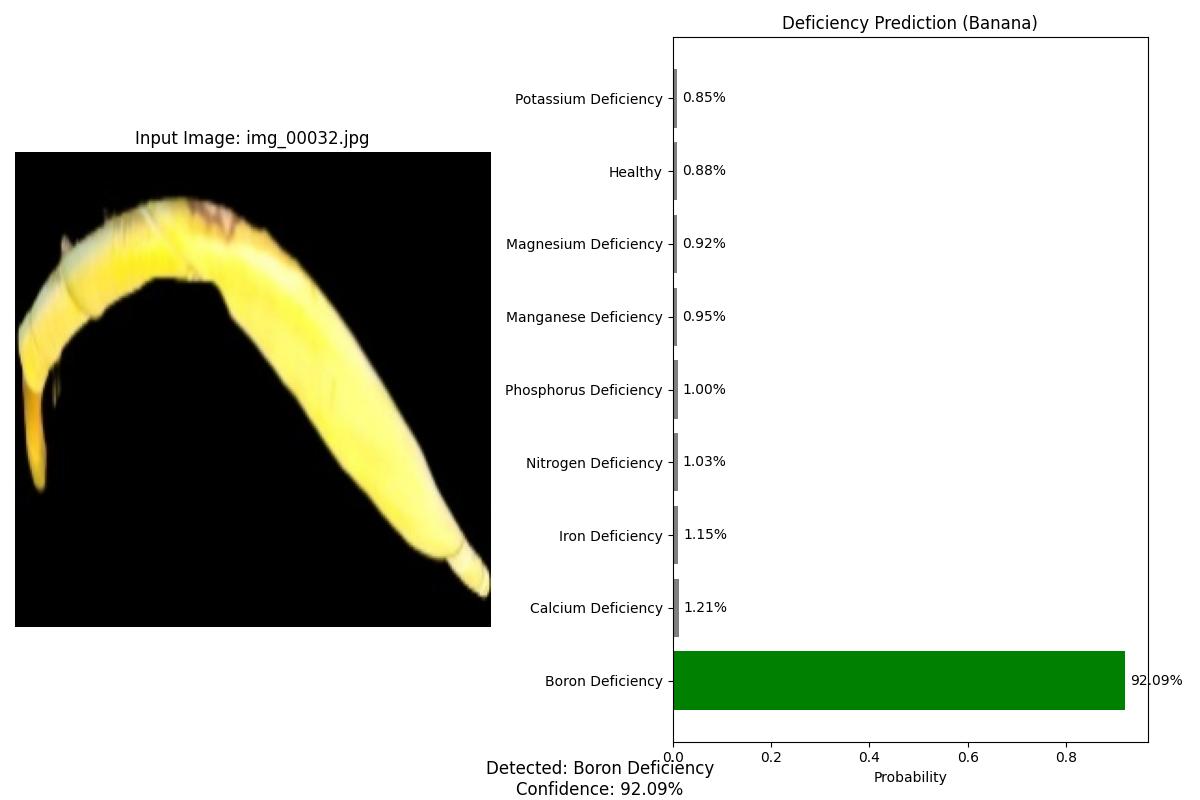 Input Image: img_00032.jpg
Deficiency Prediction (Banana)
Potassium Deficiency 0.85%
Healthy 0.88%
Magnesium Deficiency 0.92%
Manganese Deficiency 0.95%
Phosphorus Deficiency 1.00%
Nitrogen Deficiency 1.03%
Iron Deficiency 1.15%
Calcium Deficiency 1.21%
Boron Deficiency 92.09%
0.0 0.2 0.4 0.6 0.8
Probability
Detected: Boron Deficiency
Confidence: 92.09%